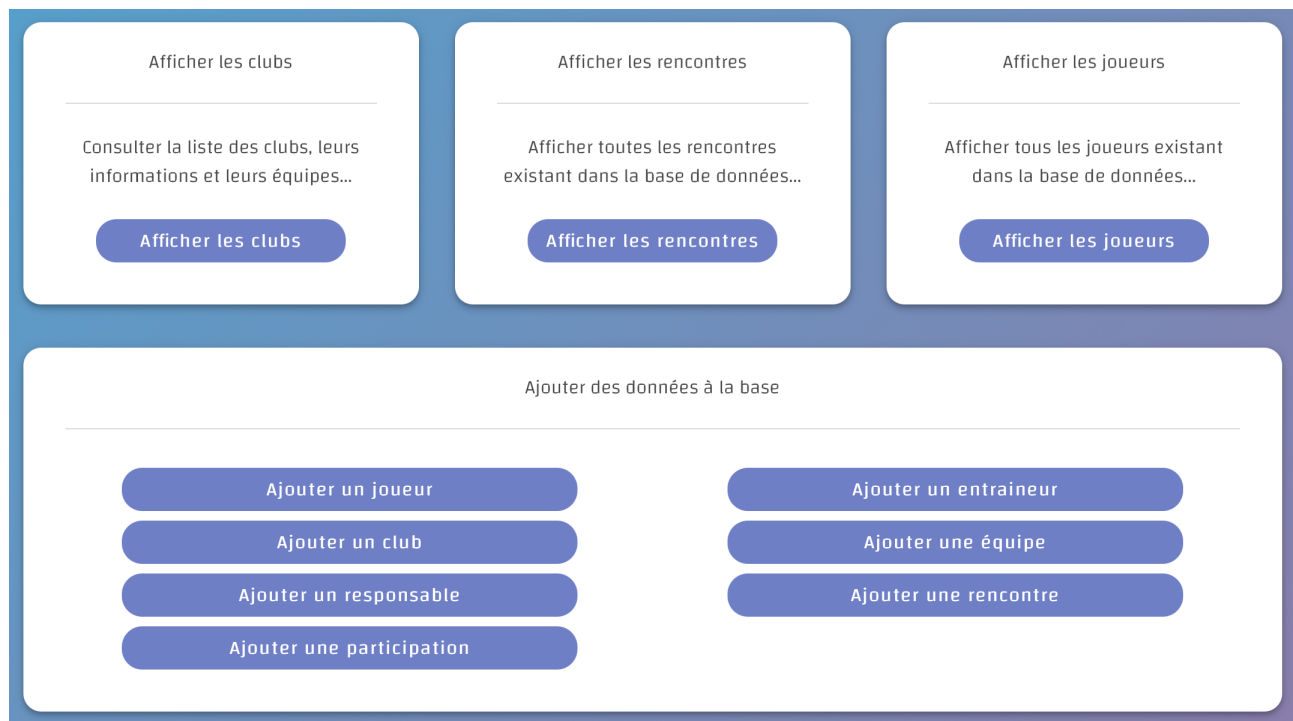 Afficher les clubs
Consulter la liste des clubs, leurs
informations et leurs équipes...
Afficher les clubs
Afficher les rencontres
Afficher toutes les rencontres
existant dans la base de données...
Afficher les rencontres
Afficher les joueurs
Afficher tous les joueurs existant
dans la base de données...
Afficher les joueurs
Ajouter des données à la base
Ajouter un joueur
Ajouter un club
Ajouter un responsable
Ajouter une participation
Ajouter un entraineur
Ajouter une équipe
Ajouter une rencontre